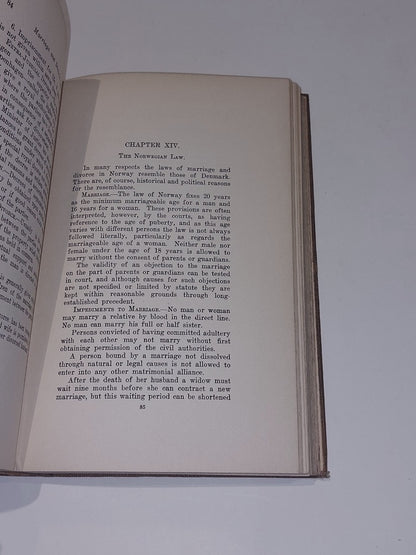 64
Marriage and
6. Imprisonment
CHAPTER XIV.
THE NORWEGIAN LAW.
In many respects the laws of marriage and
divorce in Norway resemble those of Denmark.
There are, of course, historical and political reasons
for the resemblance.
MARRIAGE.—The law of Norway fixes 20 years
as the minimum marriageable age for a man and
16 years for a woman. These provisions are often
interpreted, however, by the courts, as having
reference to the age of puberty, and as this age
varies with different persons the law is not always
followed literally, particularly as regards the
marriageable age of a woman. Neither male nor
female under the age of 18 years is allowed to
marry without the consent of parents or guardians.
The validity of an objection to the marriage
on the part of parents or guardians can be tested
in court, and although causes for such objections
are not specified or limited by statute they are
kept within reasonable grounds through long-
established precedent.
IMPEDIMENTS TO MARRIAGE.—No man or woman
may marry a relative by blood in the direct line.
No man can marry his full or half sister.
Persons convicted of having committed adultery
with each other may not marry without first
obtaining permission of the civil authorities.
A person bound by a marriage not dissolved
through natural or legal causes is not allowed to
enter into any other matrimonial alliance.
After the death of her husband a widow must
wait nine months before she can contract a new
marriage, but this waiting period can be shortened
85